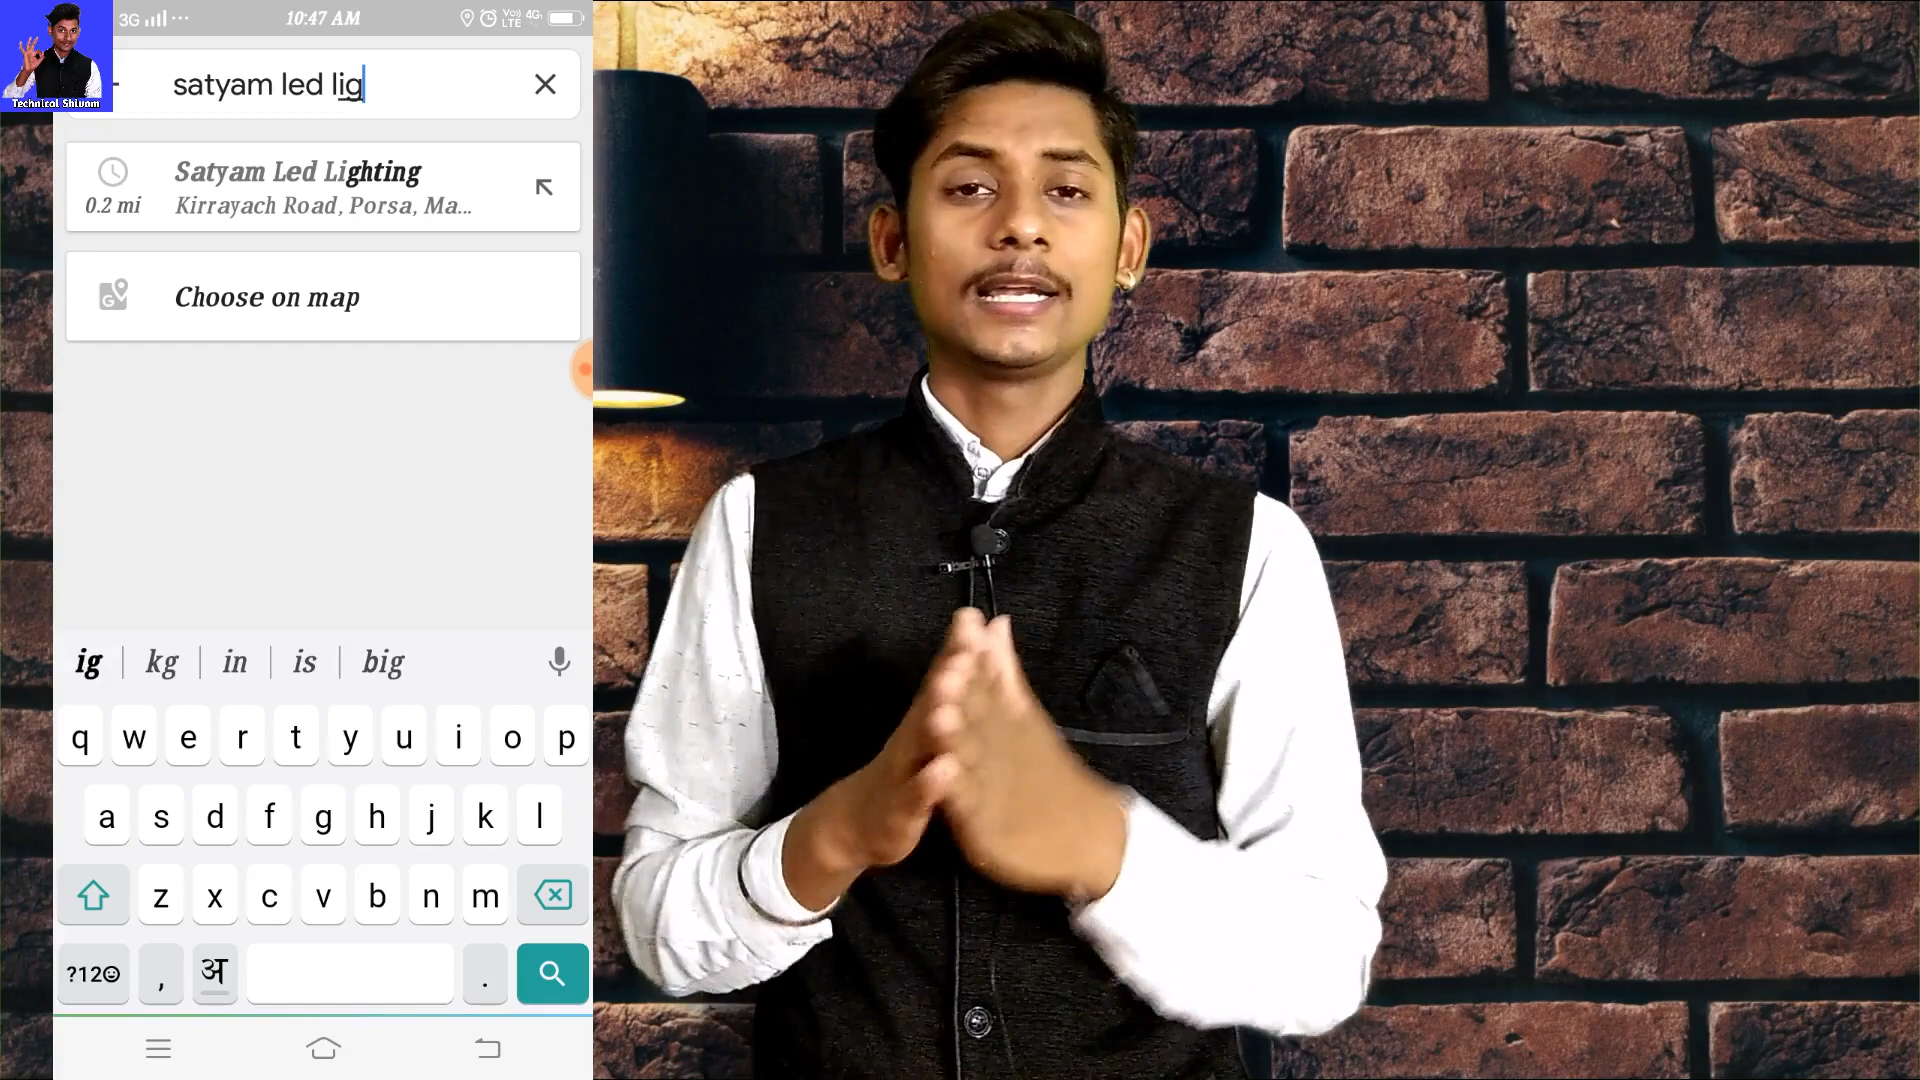 Technical Shivam
3G
10:47 AM
Vo)) LTE
4G
satyam led lig
Satyam Led Lighting
0.2 mi
Kirrayach Road, Porsa, Ma...
G
Choose on map
ig kg in is big
q w e r t y u i o p
a s d f g h j k l
z x c v b n m
?12☺ , अ .